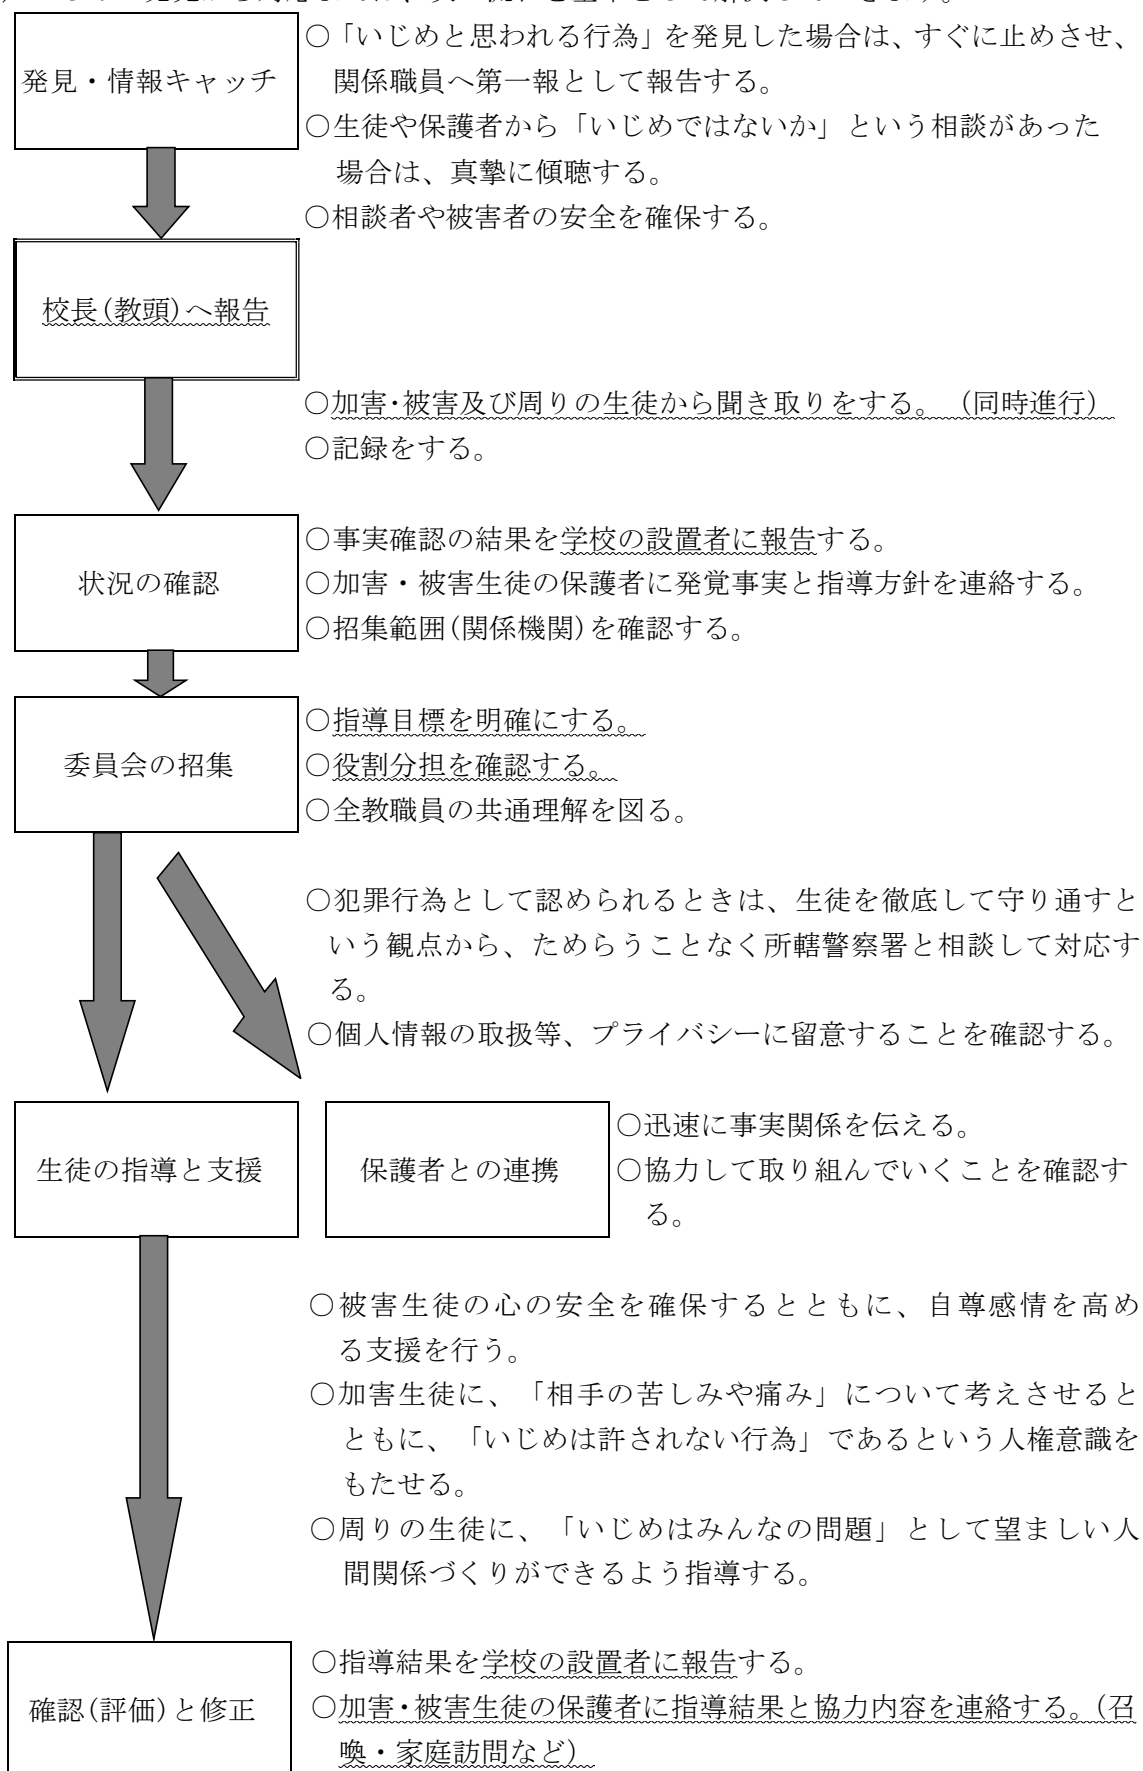 ○「いじめと思われる行為」を発見した場合は、すぐに止めさせ、
発見・情報キャッチ
関係職員へ第一報として報告する。
○生徒や保護者から「いじめではないか」という相談があった
場合は、真摯に傾聴する。
○相談者や被害者の安全を確保する。
校長(教頭)へ報告
○加害・被害及び周りの生徒から聞き取りをする。（同時進行）
○記録をする。
○事実確認の結果を学校の設置者に報告する。
状況の確認
○加害・被害生徒の保護者に発覚事実と指導方針を連絡する。
○招集範囲(関係機関)を確認する。
○指導目標を明確にする。
委員会の招集
○役割分担を確認する。
○全教職員の共通理解を図る。
○犯罪行為として認められるときは、生徒を徹底して守り通すと
いう観点から、ためらうことなく所轄警察署と相談して対応す
る。
○個人情報の取扱等、プライバシーに留意することを確認する。
生徒の指導と支援
保護者との連携
○迅速に事実関係を伝える。
○協力して取り組んでいくことを確認す
る。
○被害生徒の心の安全を確保するとともに、自尊感情を高め
る支援を行う。
○加害生徒に、「相手の苦しみや痛み」について考えさせると
ともに、「いじめは許されない行為」であるという人権意識を
もたせる。
○周りの生徒に、「いじめはみんなの問題」として望ましい人
間関係づくりができるよう指導する。
○指導結果を学校の設置者に報告する。
確認(評価)と修正
○加害・被害生徒の保護者に指導結果と協力内容を連絡する。(召
喚・家庭訪問など）